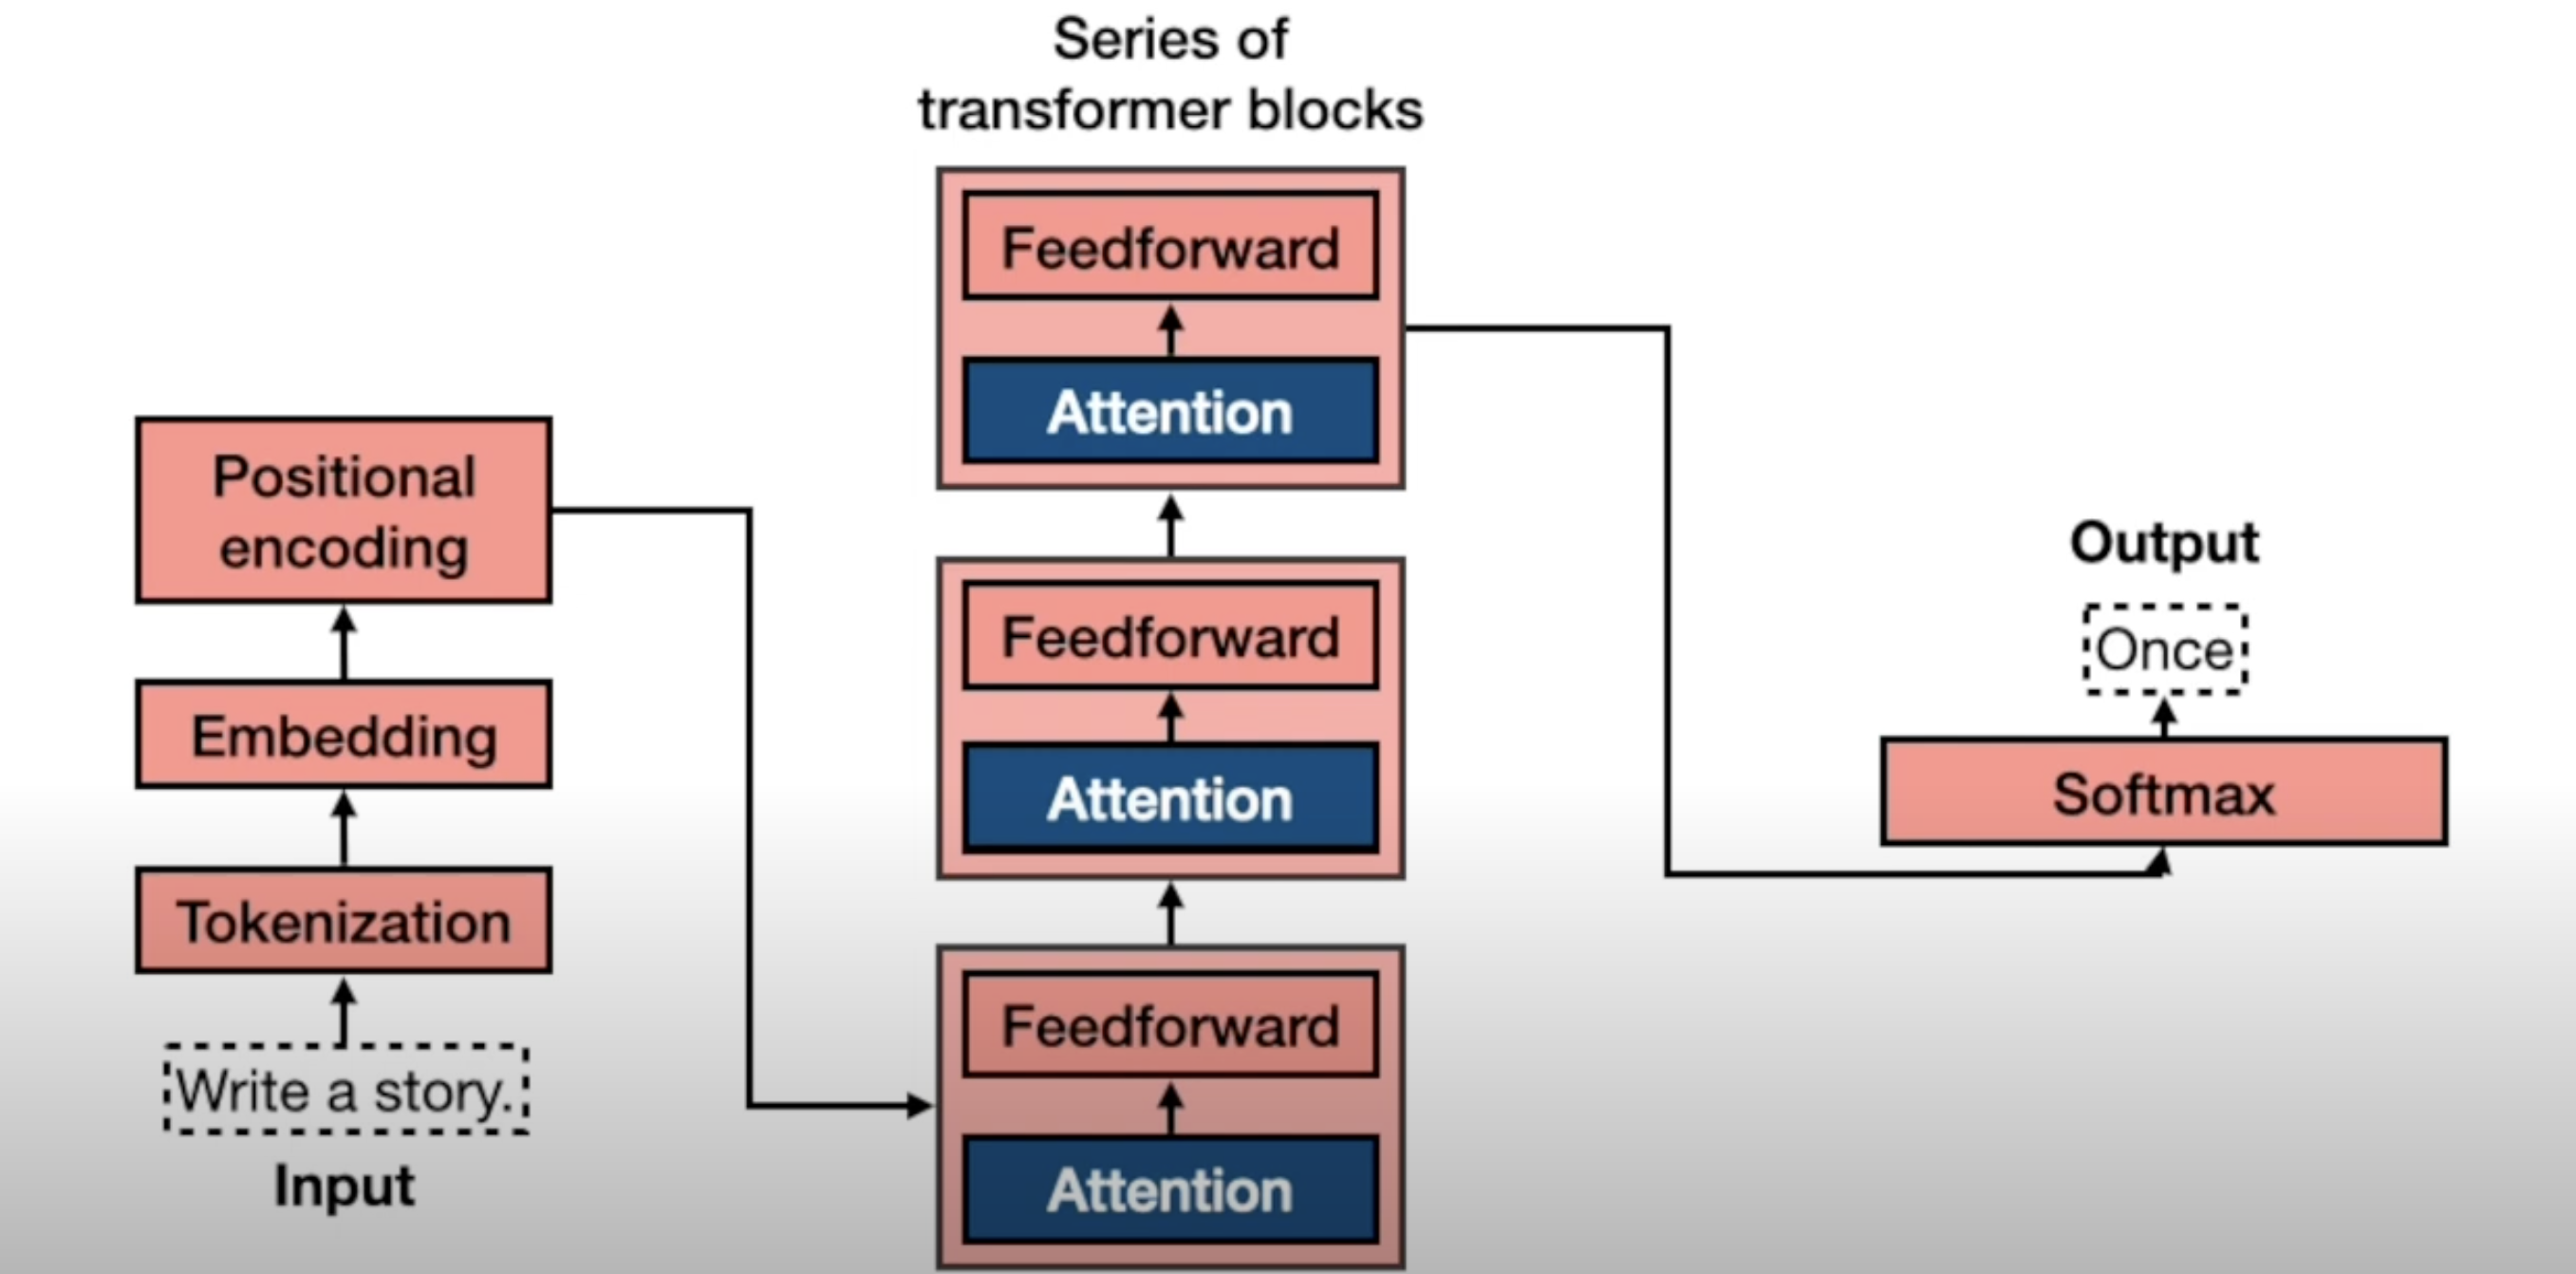 Series of
transformer blocks
Feedforward
Attention
Feedforward
Attention
Feedforward
Attention
Positional
encoding
Embedding
Tokenization
Write a story.
Input
Output
Once
Softmax